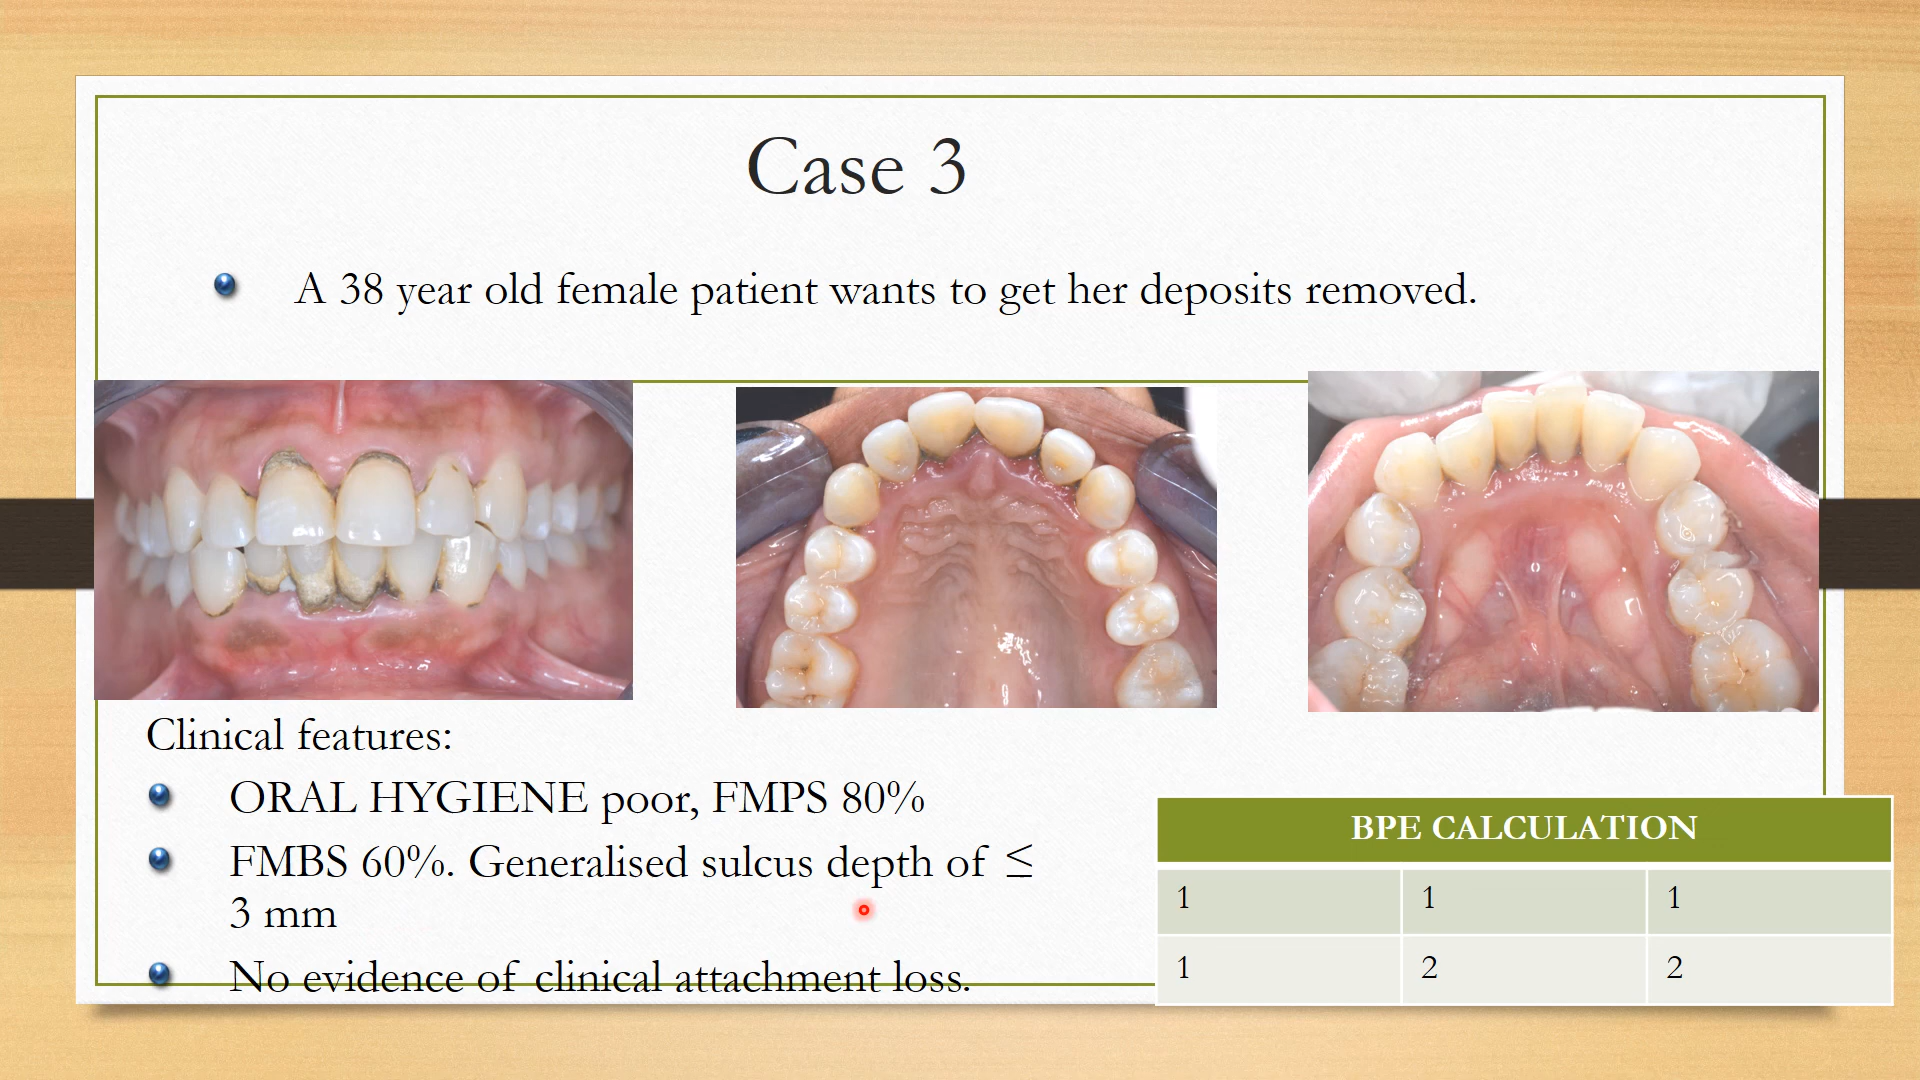 Case 3
A 38 year old female patient wants to get her deposits removed.
Clinical features:
ORAL HYGIENE poor, FMPS 80%
FMBS 60%. Generalised sulcus depth of ≤
3 mm
No evidence of clinical attachment loss.
BPE CALCULATION
1 1 1
1 2 2